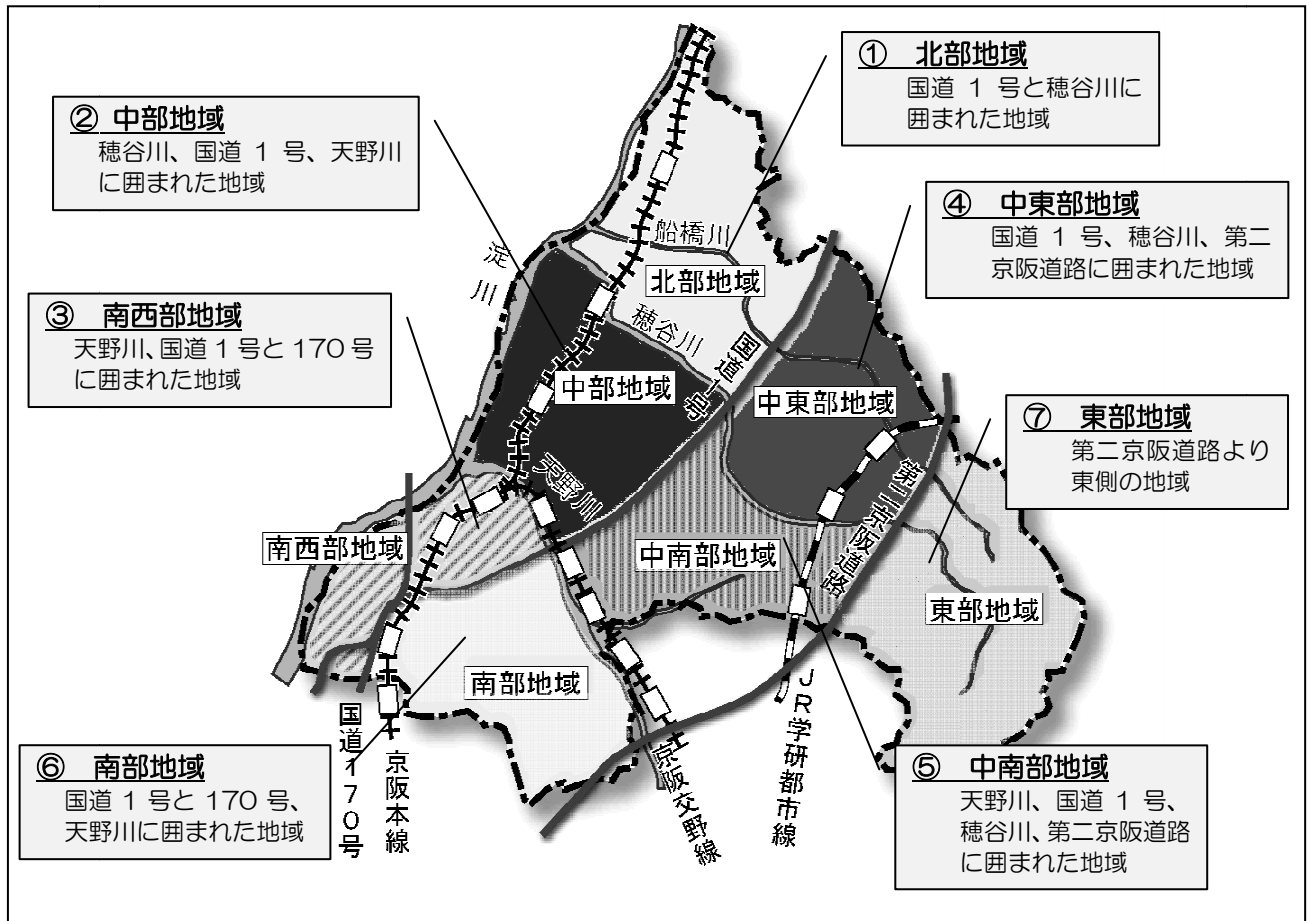 ① 北部地域
国道 1 号と穂谷川に
囲まれた地域
② 中部地域
穂谷川、国道 1 号、天野川
に囲まれた地域
④ 中東部地域
国道 1 号、穂谷川、第二
京阪道路に囲まれた地域
③ 南西部地域
天野川、国道 1 号と 170 号
に囲まれた地域
⑦ 東部地域
第二京阪道路より
東側の地域
⑥ 南部地域
国道 1 号と 170 号、
天野川に囲まれた地域
⑤ 中南部地域
天野川、国道 1 号、
穂谷川、第二京阪道路
に囲まれた地域
淀川
船橋川
北部地域
穂谷川
国道1号
中部地域
中東部地域
天野川
第二京阪道路
南西部地域
中南部地域
東部地域
南部地域
国道170号
京阪本線
京阪交野線
JR学研都市線